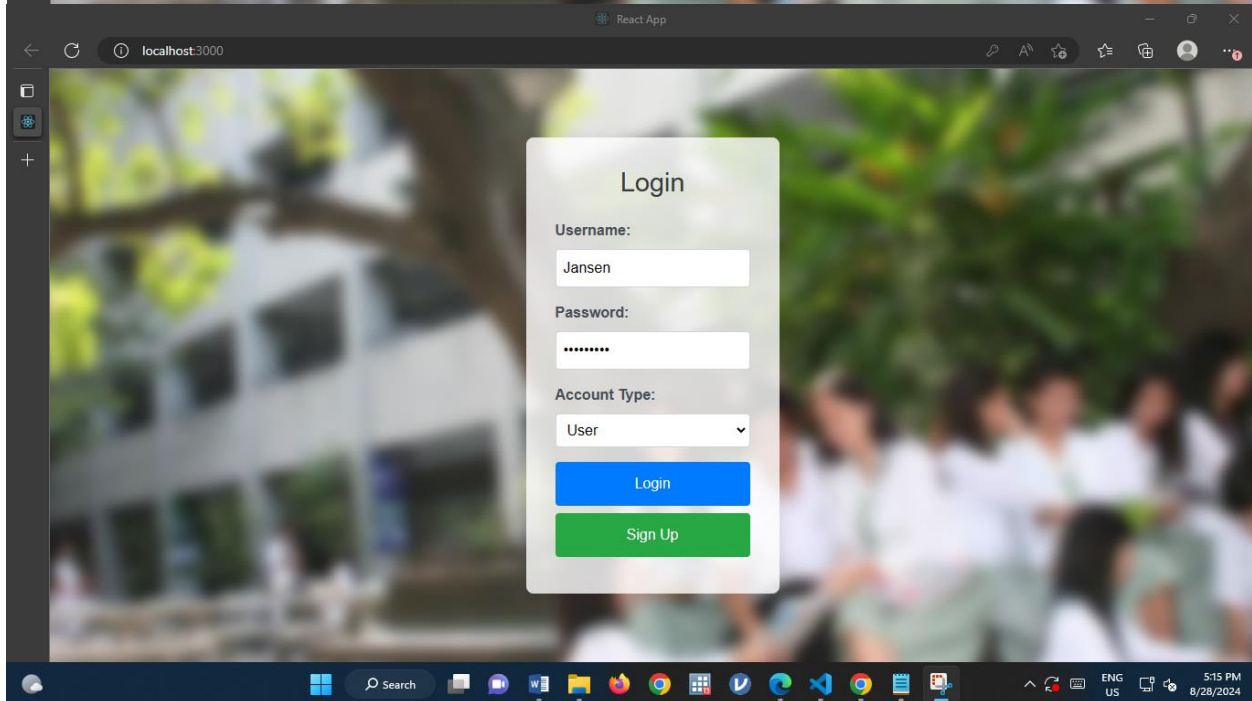 React App
localhost:3000
Login
Username:
Jansen
Password:
•••••••••
Account Type:
User
Login
Sign Up
Search
ENG
US
5:15 PM
8/28/2024